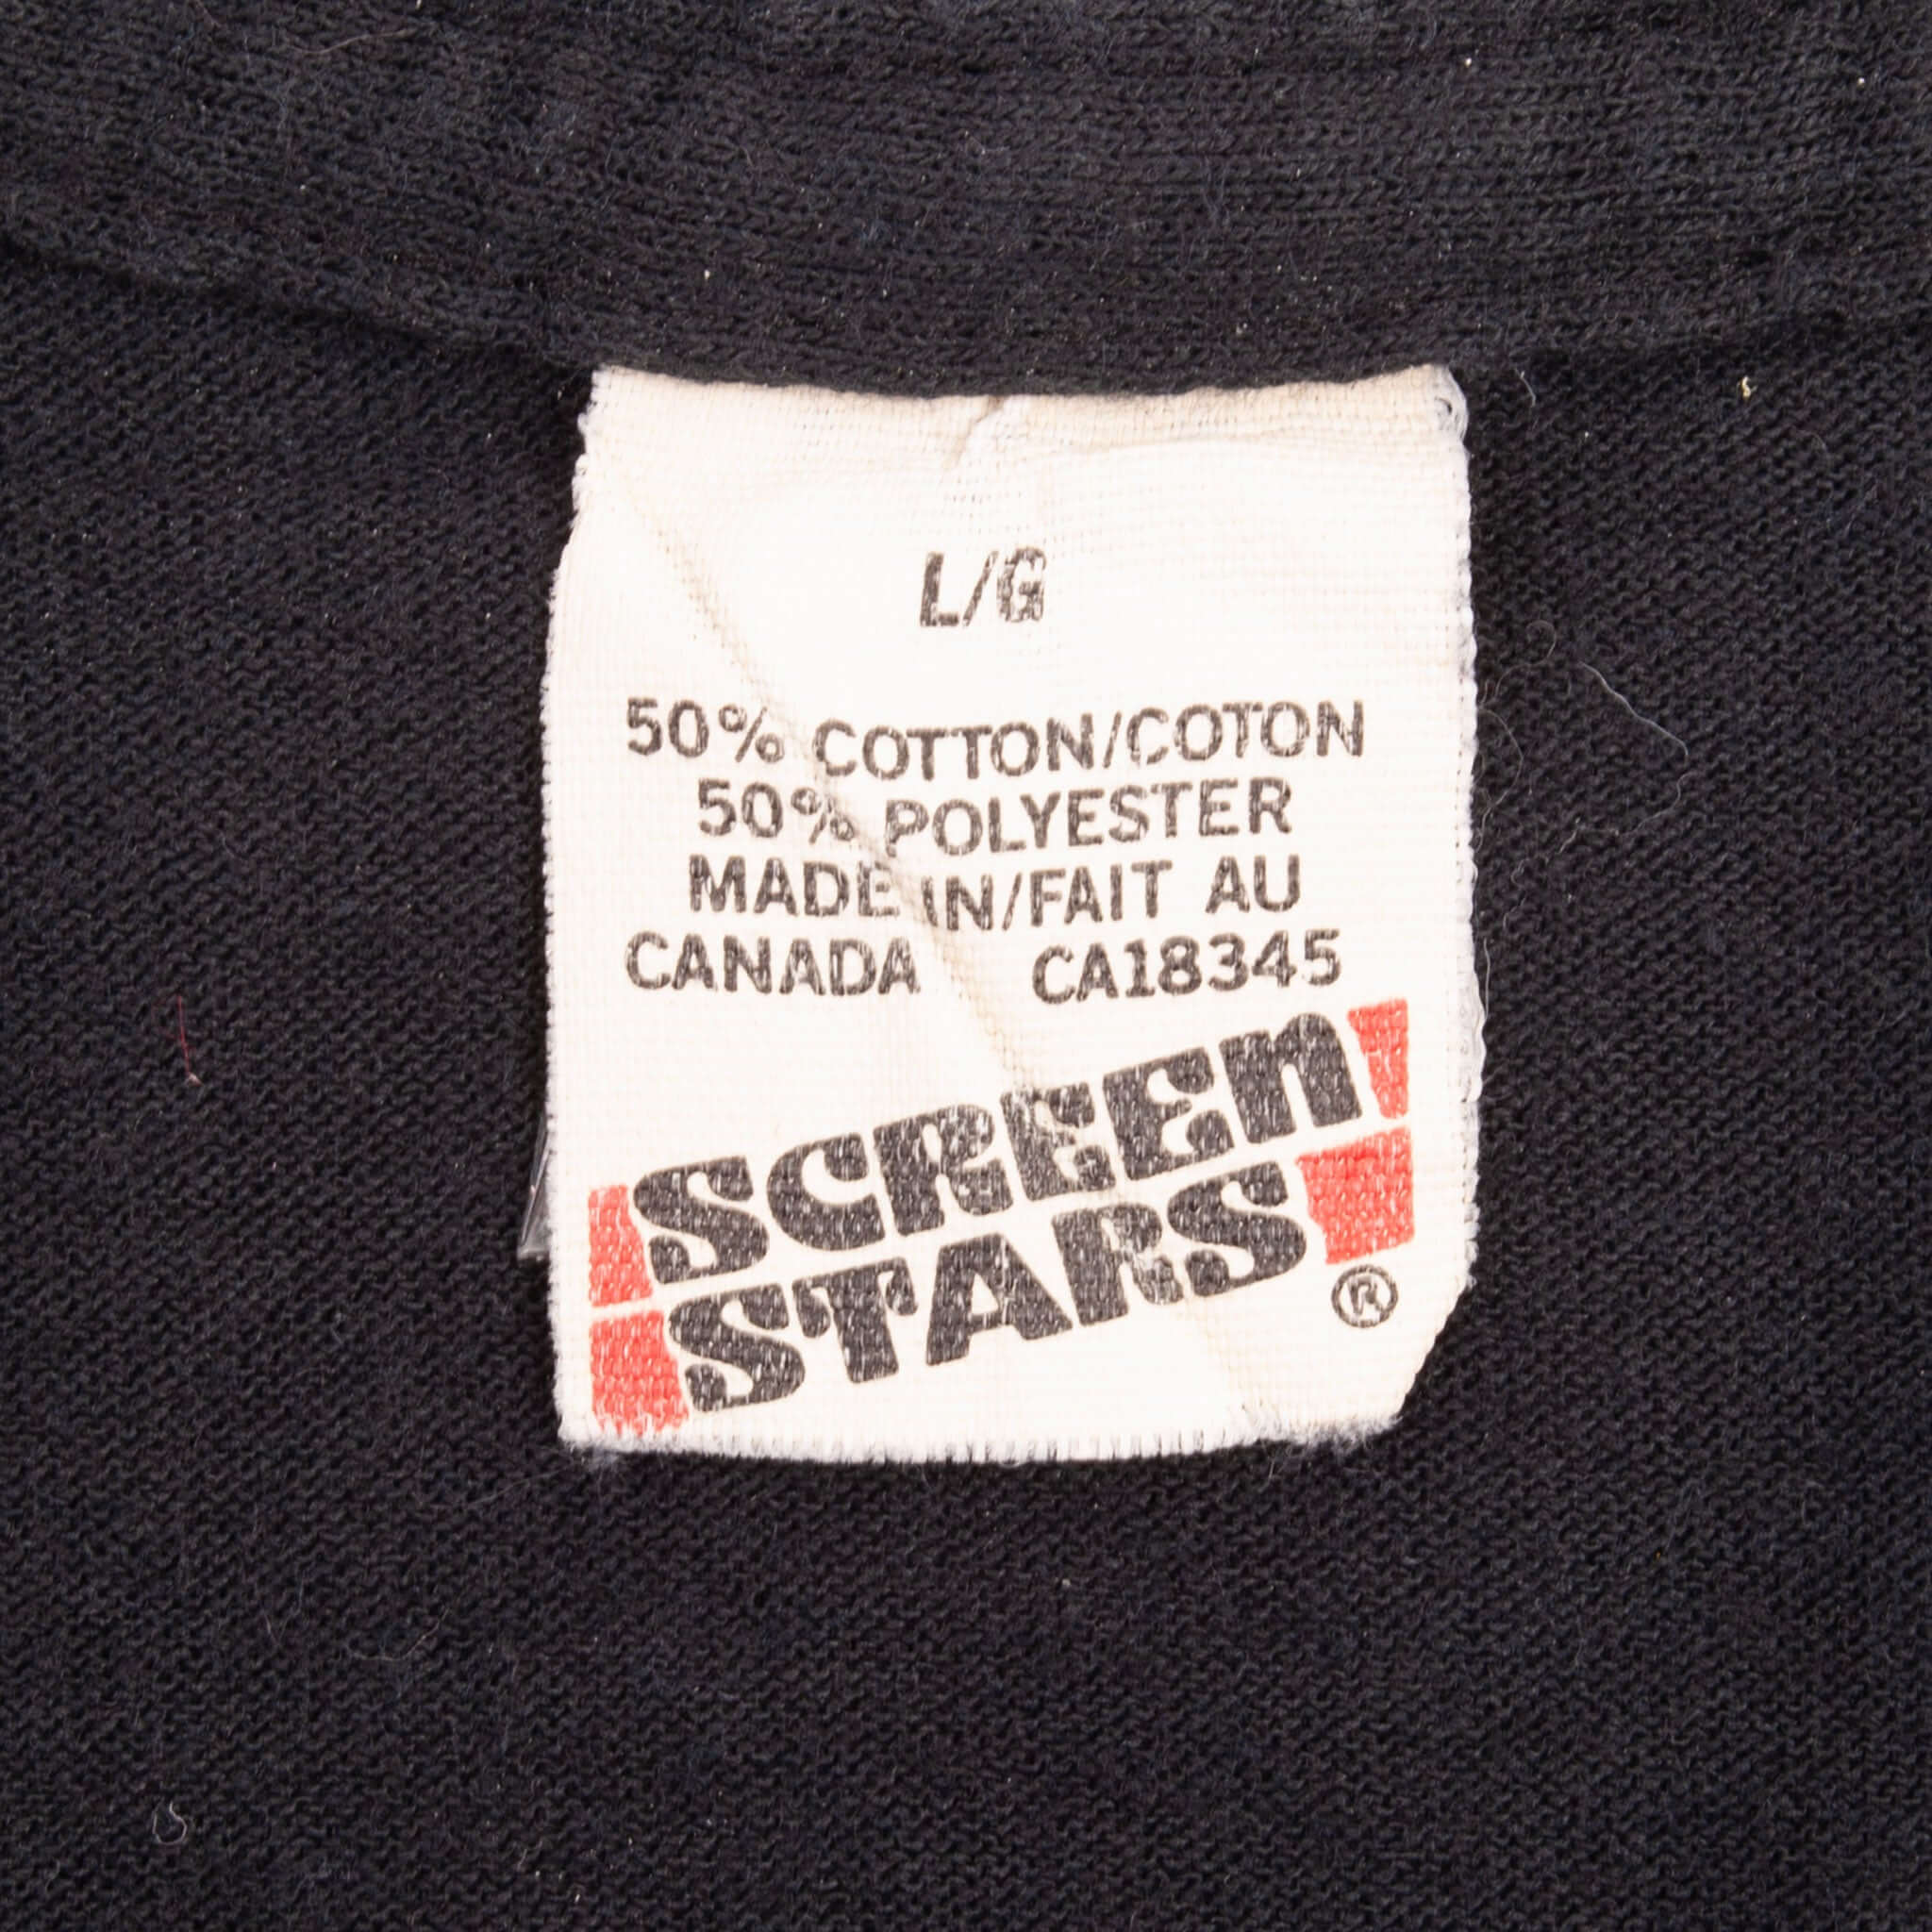 L/G
50% COTTON/COTON
50% POLYESTER
MADE IN/FAIT AU
CANADA CA18345
SCREEN
STARS
®